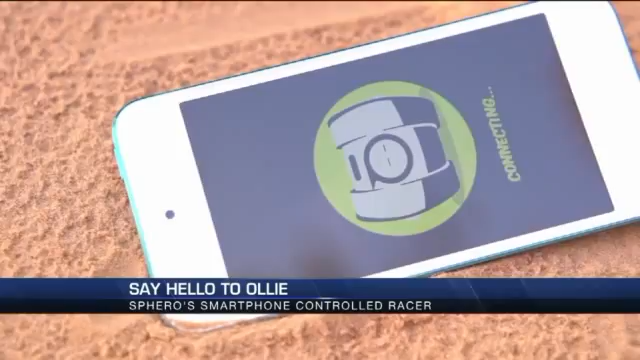 CONNECTING...
SAY HELLO TO OLLIE
SPHERO'S SMARTPHONE CONTROLLED RACER